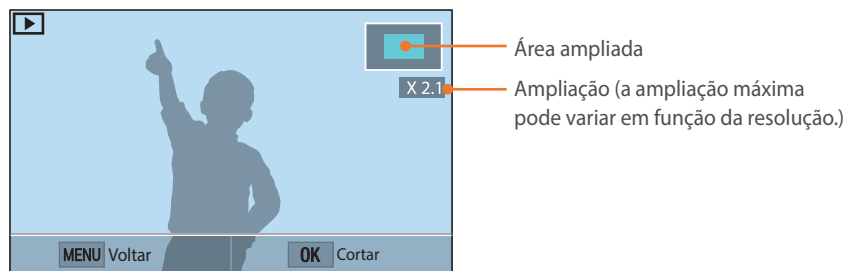 Área ampliada
X 2.1
Ampliação (a ampliação máxima
pode variar em função da resolução.)
MENU Voltar
OK Cortar